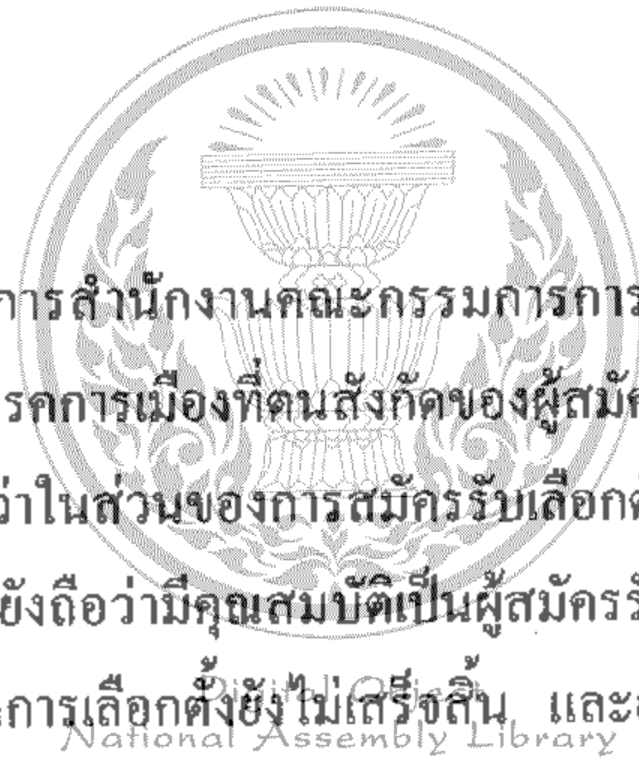 การสำนักงานคณะกรรมการการ
รคการเมืองที่ตนสังกัดของผู้สมัค
ว่าในส่วนของการสมัครรับเลือกต
ยังถือว่ามีคุณสมบัติเป็นผู้สมัครร
การเลือกตั้งยังไม่เสร็จสิ้น และ
Digital Object
National Assembly Library